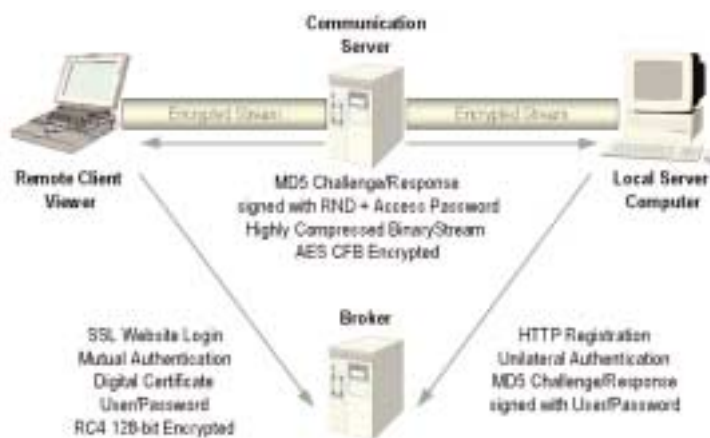 Communication
Server
Encrypted Stream
Encrypted Stream
Remote Client
Viewer
MD5 Challenge/Response
signed with RND + Access Password
Highly Compressed BinaryStream
AES CFB Encrypted
Local Server
Computer
SSL Website Login
Mutual Authentication
Digital Certificate
User/Password
RC4 128-bit Encrypted
Broker
HTTP Registration
Unilateral Authentication
MD5 Challenge/Response
signed with User/Password